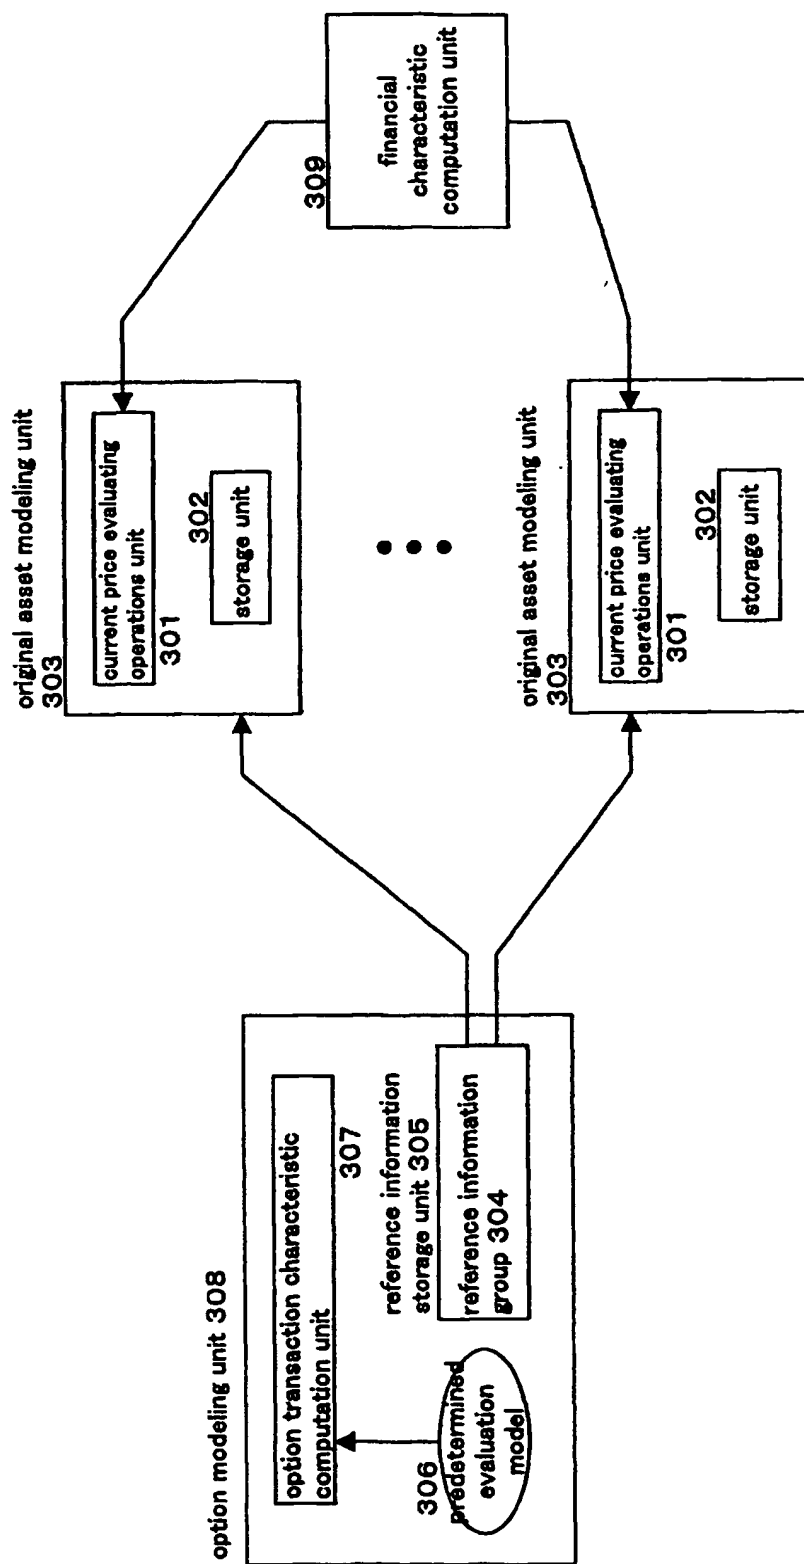 option modeling unit 308
option transaction characteristic
computation unit
307
reference information
storage unit 305
reference information
group 304
306
predetermined
evaluation
model
original asset modeling unit
303
current price evaluating
operations unit
301
302
storage unit
original asset modeling unit
303
current price evaluating
operations unit
301
302
storage unit
309
financial
characteristic
computation unit